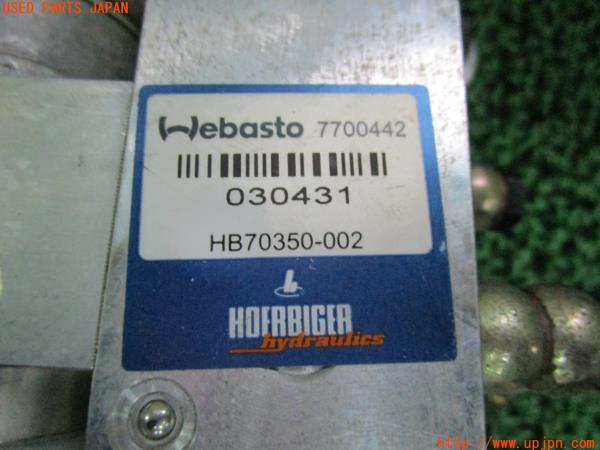 USED PARTS JAPAN
Webasto 7700442
030431
HB70350-002
HOERBIGER
hydraulics
http://www.upjpn.com/